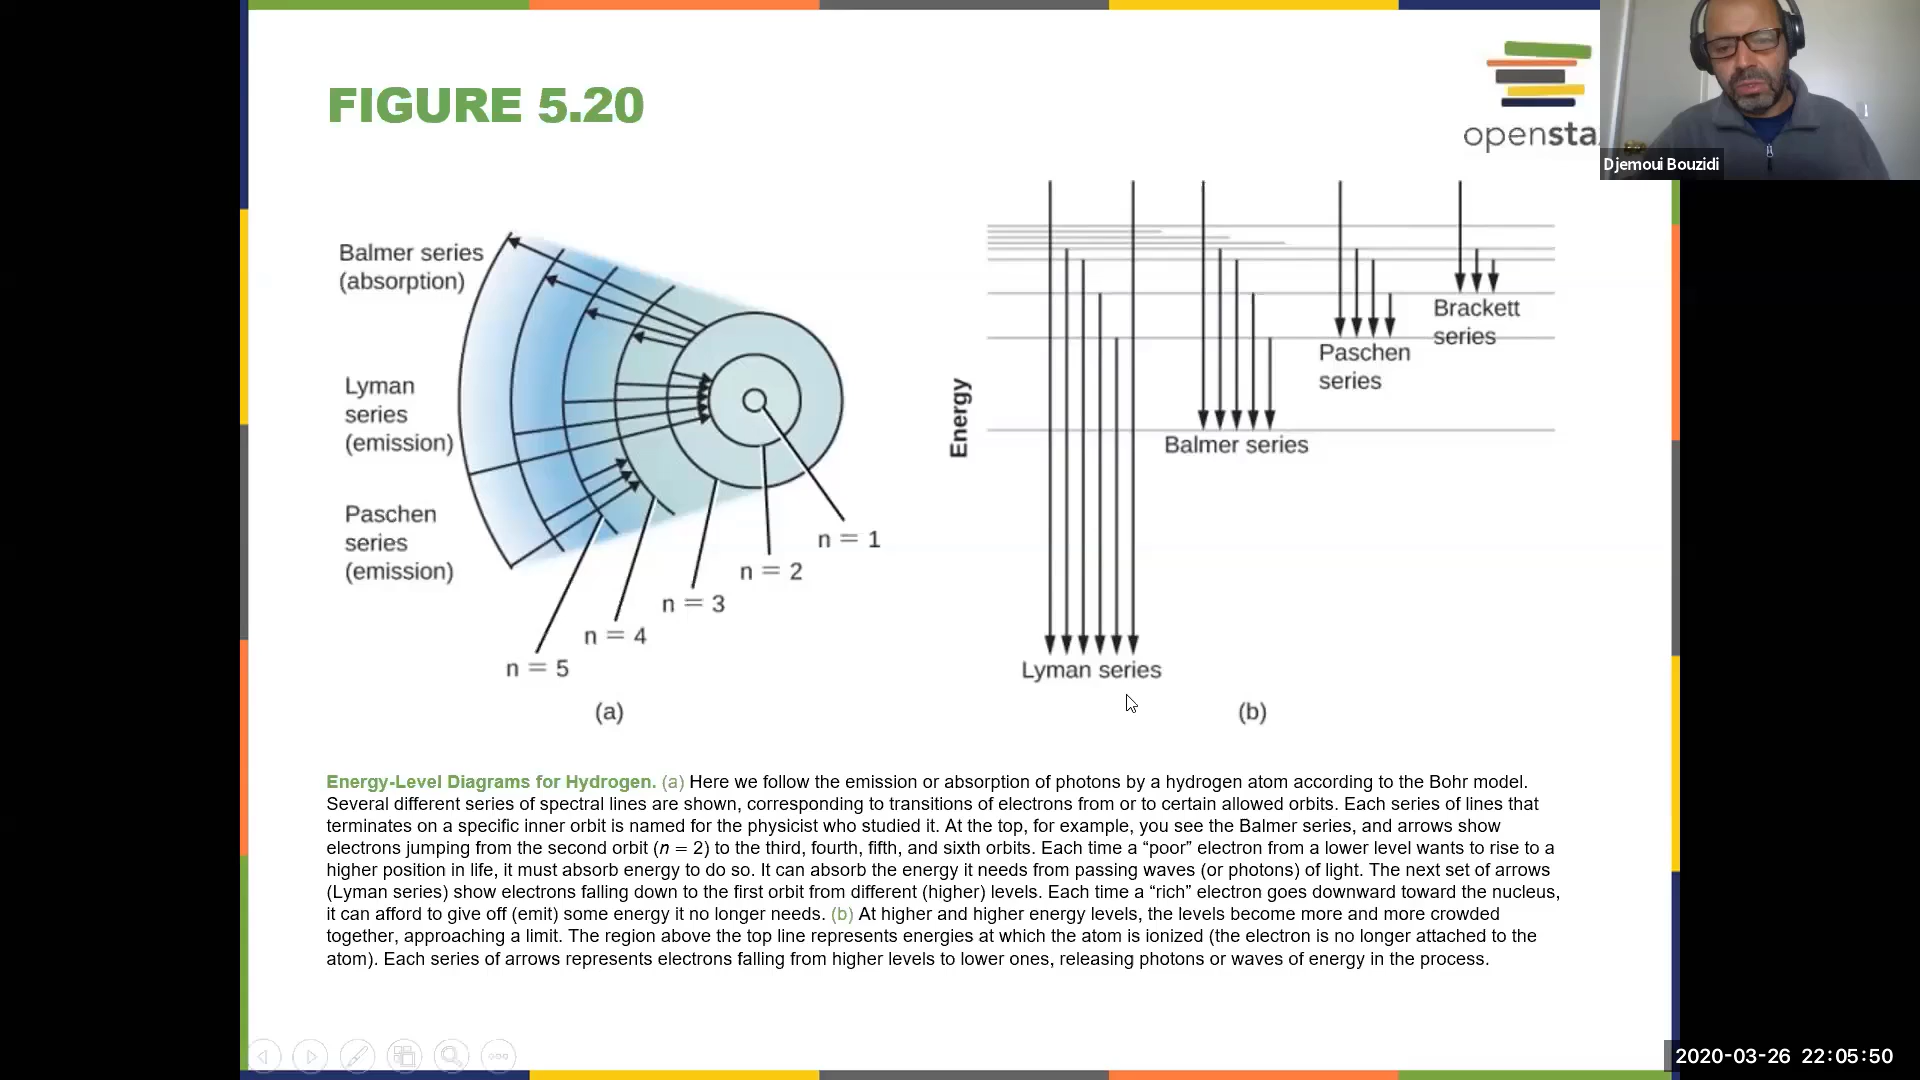 FIGURE 5.20
opensta
Djemoui Bouzidi
Balmer series
(absorption)
Lyman
series
(emission)
Paschen
series
(emission)
n = 1
n = 2
n = 3
n = 4
n = 5
(a)
Energy
Brackett
series
Paschen
series
Balmer series
Lyman series
(b)
Energy-Level Diagrams for Hydrogen. (a) Here we follow the emission or absorption of photons by a hydrogen atom according to the Bohr model.
Several different series of spectral lines are shown, corresponding to transitions of electrons from or to certain allowed orbits. Each series of lines that
terminates on a specific inner orbit is named for the physicist who studied it. At the top, for example, you see the Balmer series, and arrows show
electrons jumping from the second orbit (n = 2) to the third, fourth, fifth, and sixth orbits. Each time a “poor” electron from a lower level wants to rise to a
higher position in life, it must absorb energy to do so. It can absorb the energy it needs from passing waves (or photons) of light. The next set of arrows
(Lyman series) show electrons falling down to the first orbit from different (higher) levels. Each time a “rich” electron goes downward toward the nucleus,
it can afford to give off (emit) some energy it no longer needs. (b) At higher and higher energy levels, the levels become more and more crowded
together, approaching a limit. The region above the top line represents energies at which the atom is ionized (the electron is no longer attached to the
atom). Each series of arrows represents electrons falling from higher levels to lower ones, releasing photons or waves of energy in the process.
2020-03-26 22:05:50